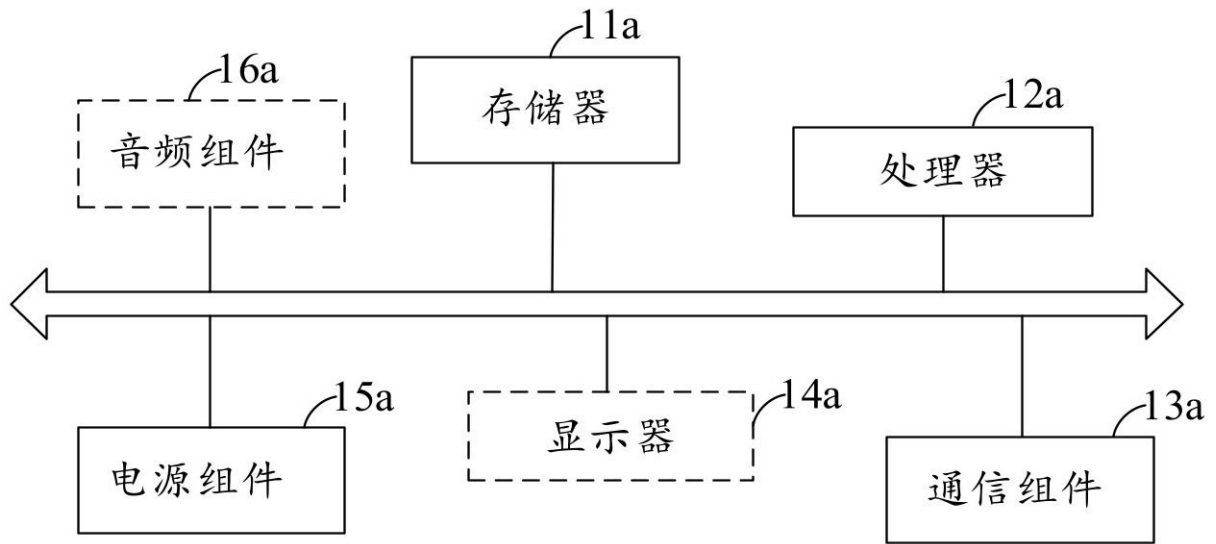 11a
存储器
16a
音频组件
12a
处理器
15a
电源组件
14a
显示器
13a
通信组件